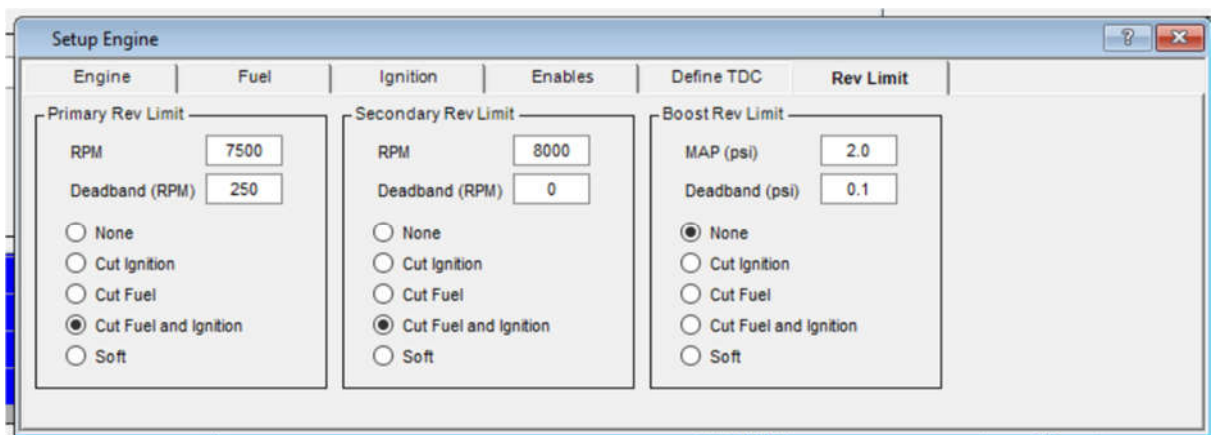 Setup Engine
?
Engine Fuel Ignition Enables Define TDC Rev Limit
Primary Rev Limit
RPM 7500
Deadband (RPM) 250
None
Cut Ignition
Cut Fuel
Cut Fuel and Ignition
Soft
Secondary Rev Limit
RPM 8000
Deadband (RPM) 0
None
Cut Ignition
Cut Fuel
Cut Fuel and Ignition
Soft
Boost Rev Limit
MAP (psi) 2.0
Deadband (psi) 0.1
None
Cut Ignition
Cut Fuel
Cut Fuel and Ignition
Soft